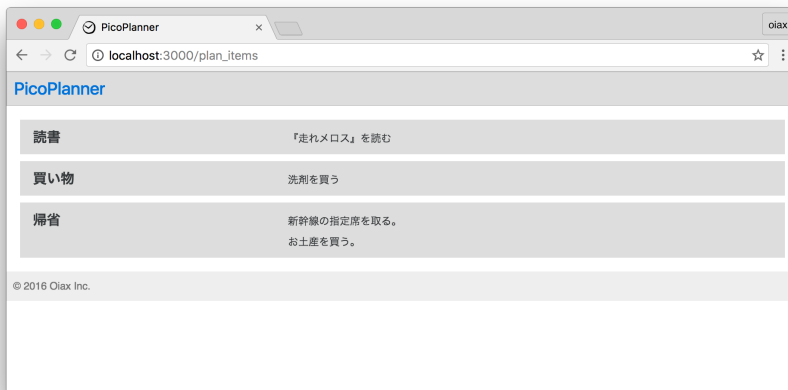 PicoPlanner
oiax
localhost:3000/plan_items
PicoPlanner
読書
『走れメロス』を読む
買い物
洗剤を買う
帰省
新幹線の指定席を取る。
お土産を買う。
© 2016 Oiax Inc.